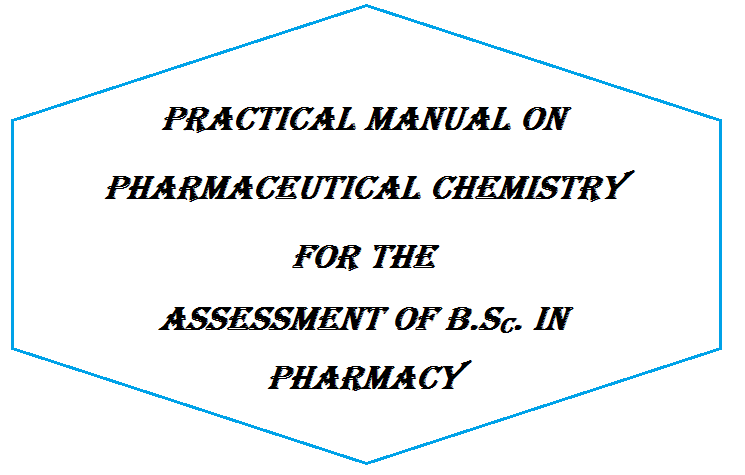 PRACTICAL MANUAL ON
PHARMACEUTICAL CHEMISTRY
FOR THE
ASSESSMENT OF B.SC. IN
PHARMACY